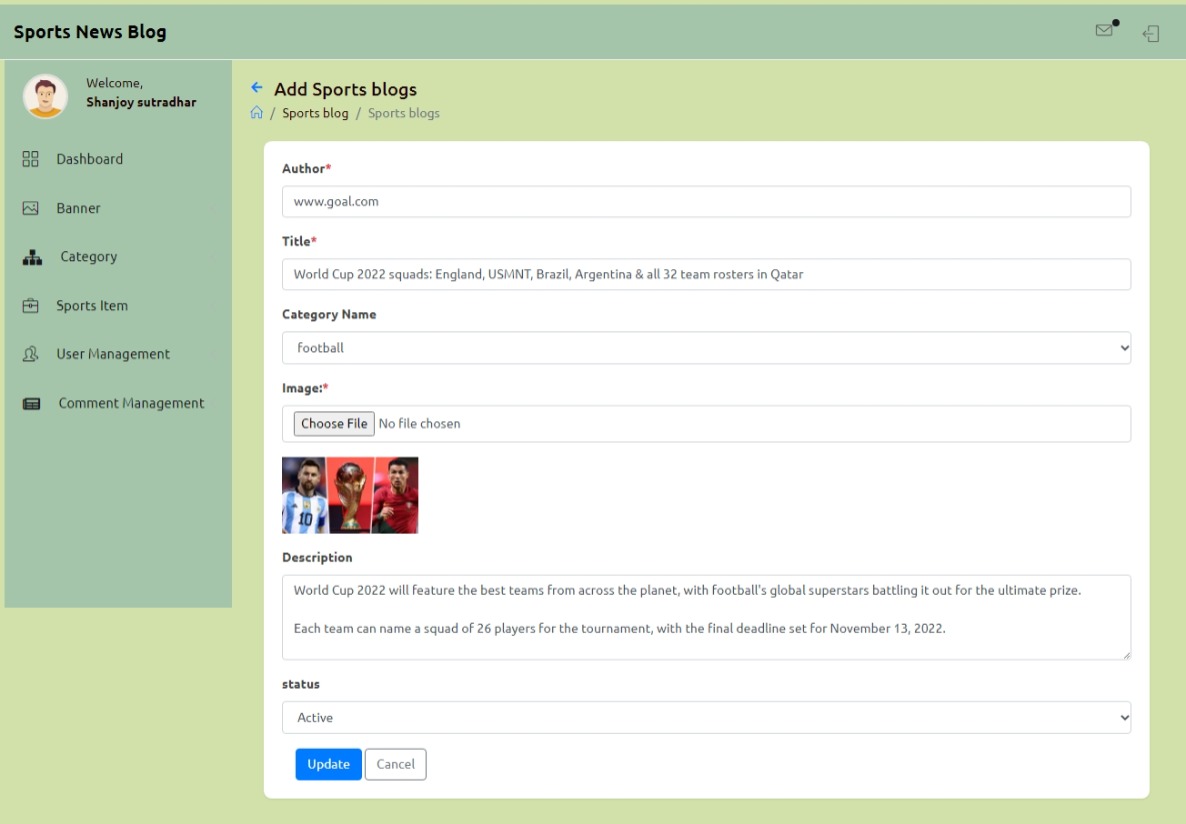 Sports News Blog
Welcome,
Shanjoy sutradhar
Dashboard
Banner
Category
Sports Item
User Management
Comment Management
Add Sports blogs
/ Sports blog / Sports blogs
Author*
www.goal.com
Title*
World Cup 2022 squads: England, USMNT, Brazil, Argentina & all 32 team rosters in Qatar
Category Name
football
Image:*
Choose File No file chosen
10
Description
World Cup 2022 will feature the best teams from across the planet, with football's global superstars battling it out for the ultimate prize.
Each team can name a squad of 26 players for the tournament, with the final deadline set for November 13, 2022.
status
Active
Update Cancel